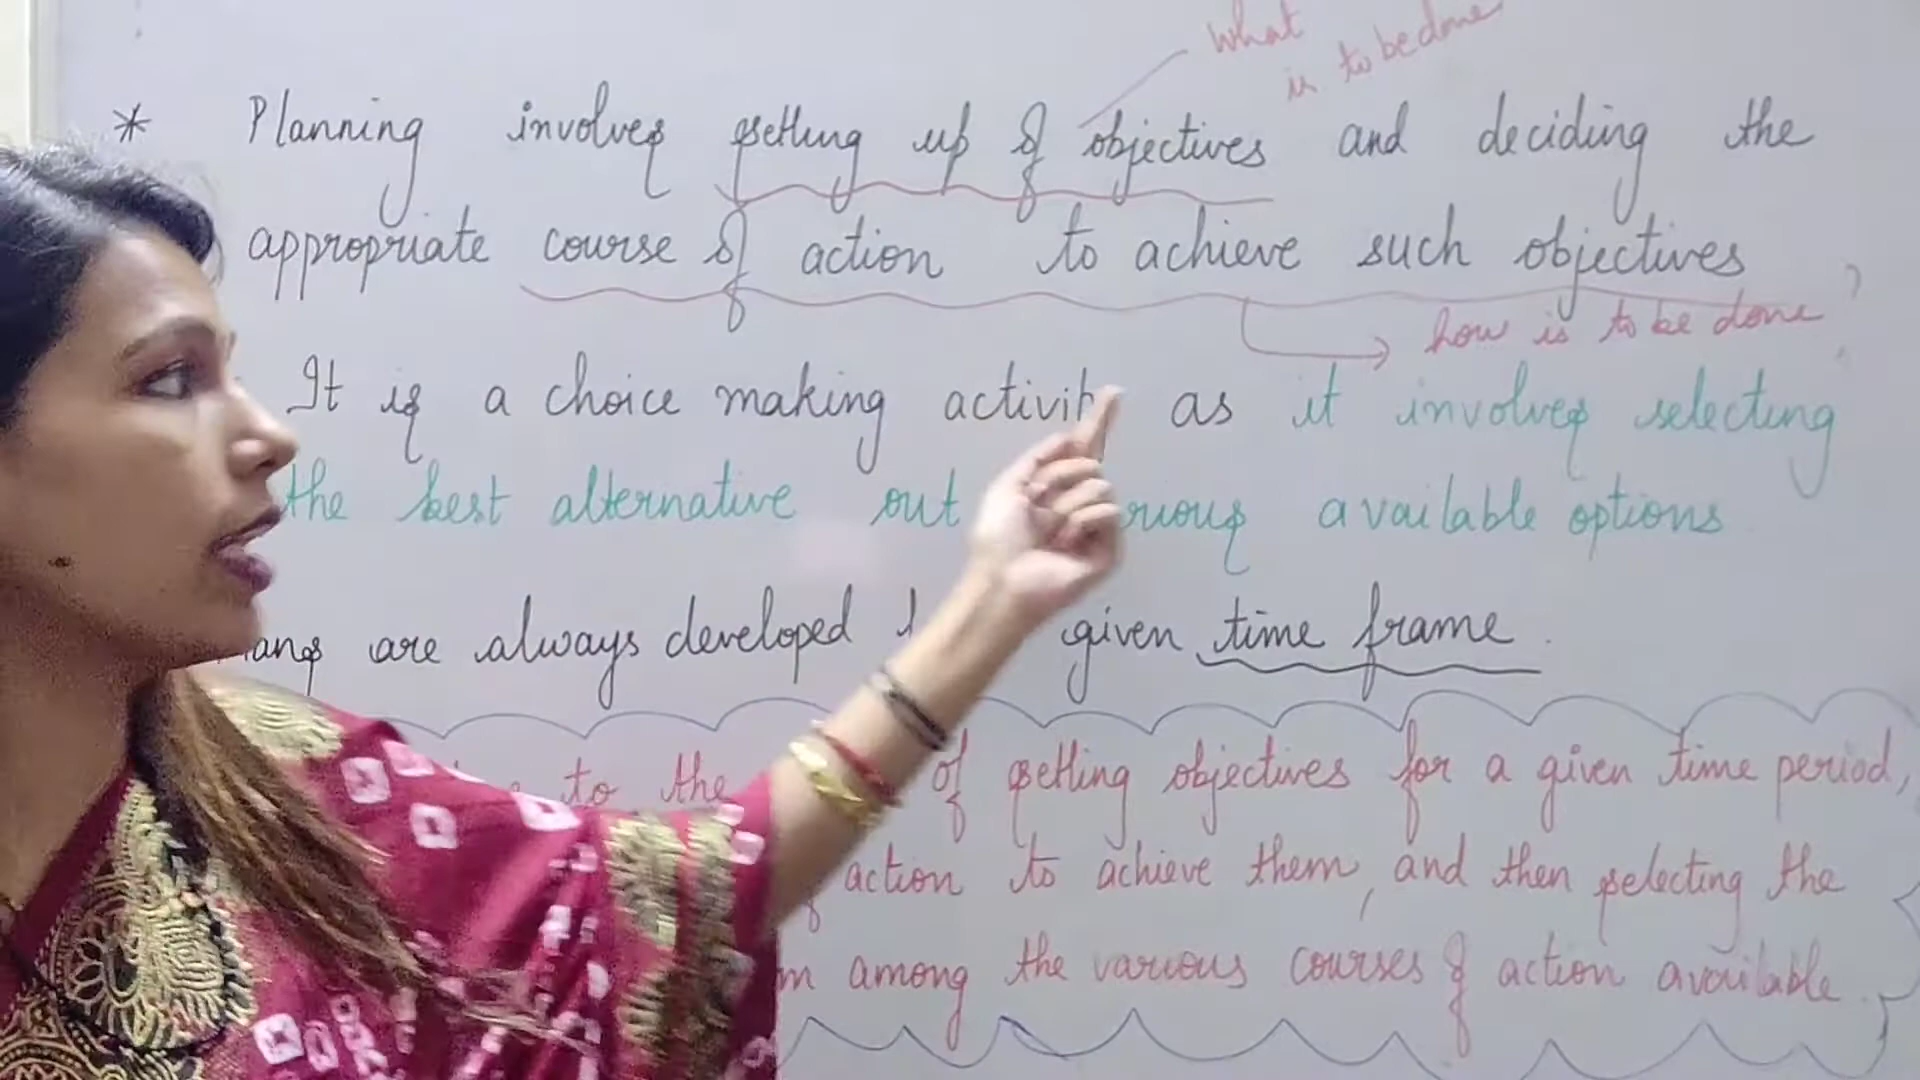 what
is to be done
* Planning involves setting up of objectives and deciding the
appropriate course of action to achieve such objectives
how is to be done
It is a choice making activity as it involves selecting
the best alternative out available options
are always developed given time frame.
to the of setting objectives for a given time period,
action to achieve them, and then selecting the
among the various courses of action available.